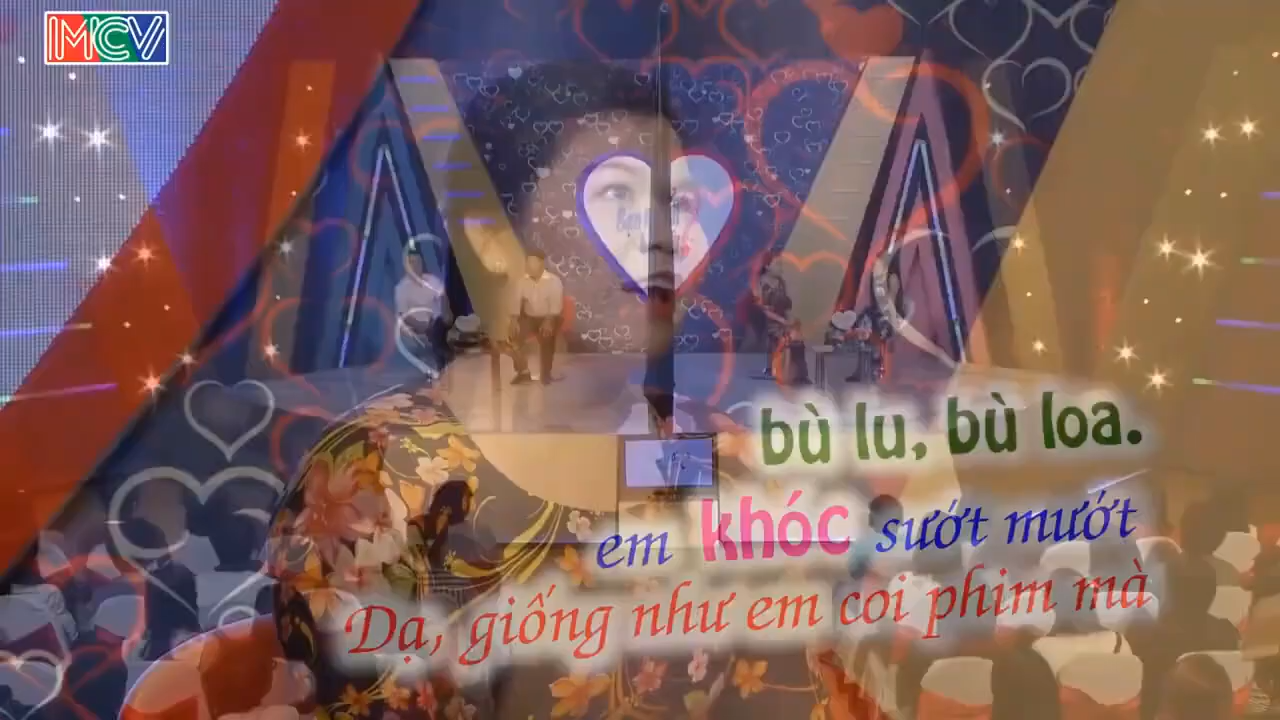 MCV
bù lu, bù loa.
em khóc sướt mướt
Dạ, giống như em coi phim mà